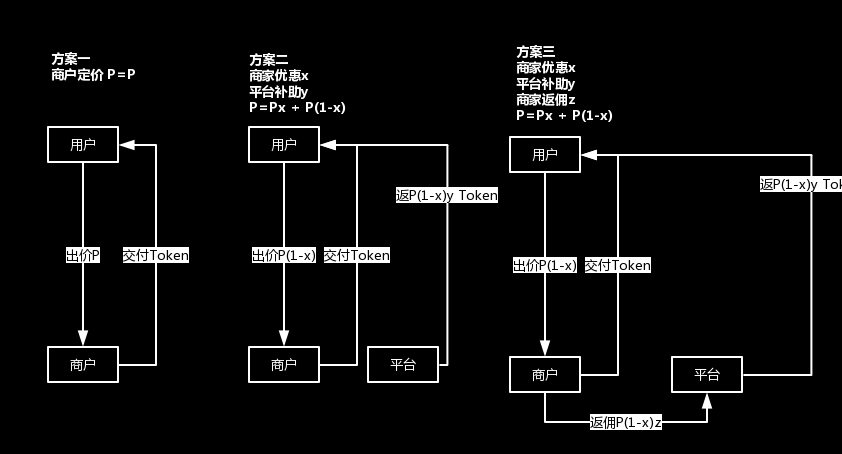 方案一
商户定价 P=P
用户
出价P
交付Token
商户
方案二
商家优惠x
平台补助y
P=Px + P(1-x)
用户
返P(1-x)y Token
出价P(1-x)
交付Token
商户
平台
方案三
商家优惠x
平台补助y
商家返佣z
P=Px + P(1-x)
用户
返P(1-x)y
出价P(1-x)
交付Token
商户
平台
返佣P(1-x)z